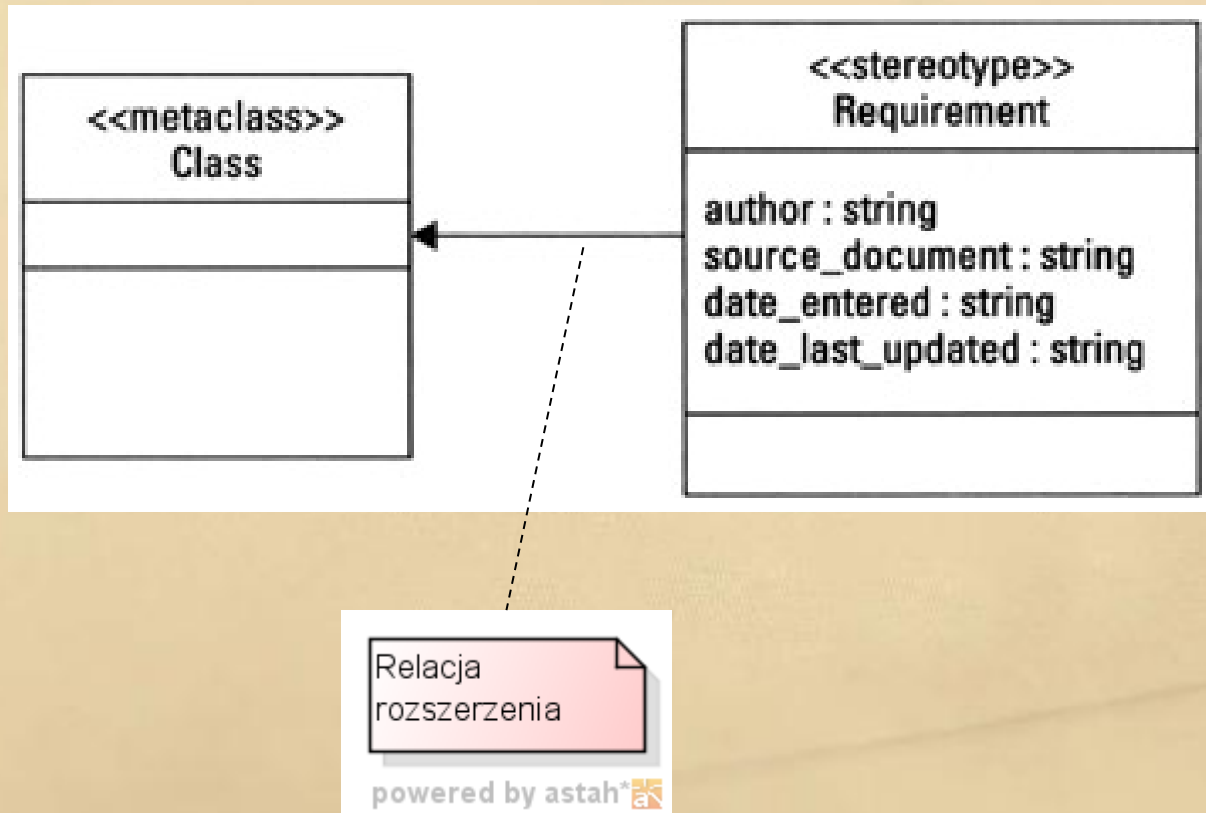 <<metaclass>>
Class
<<stereotype>>
Requirement
author : string
source_document : string
date_entered : string
date_last_updated : string
Relacja
rozszerzenia
powered by astah*